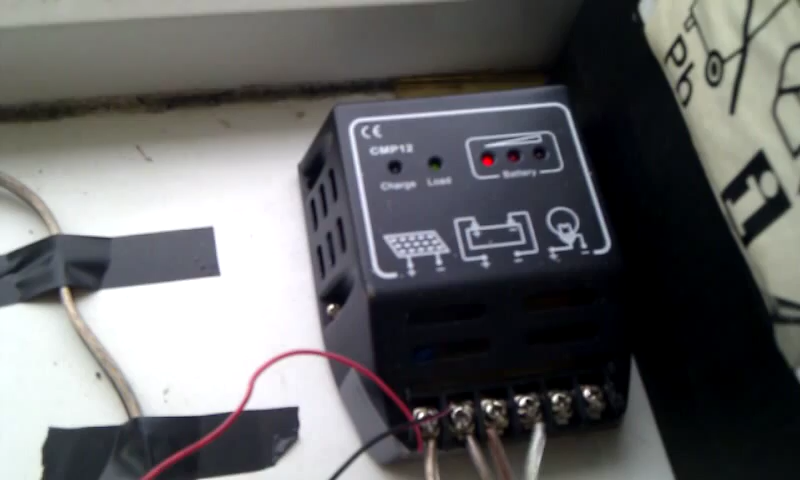 CE
CMP12
Charge
Load
Battery
+ - + - + -
Pb
i